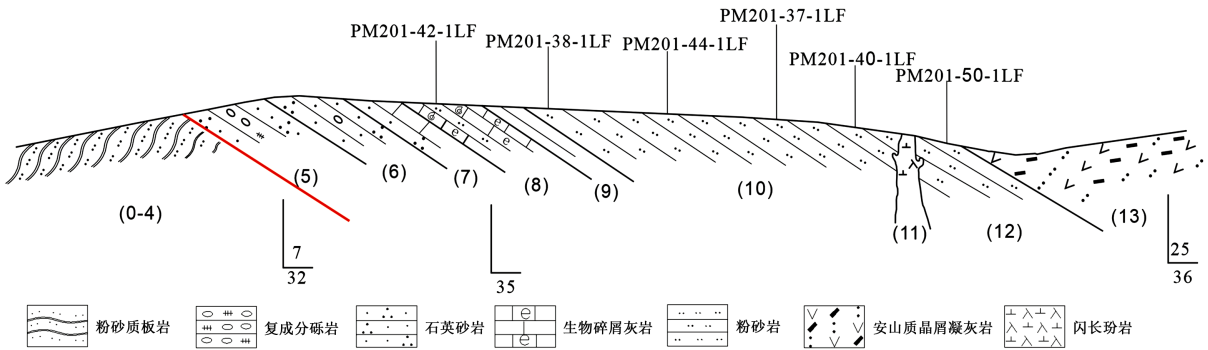 PM201-37-1LF
PM201-42-1LF
PM201-38-1LF
PM201-44-1LF
PM201-40-1LF
PM201-50-1LF
(0-4)
(5)
(6)
(7)
(8)
(9)
(10)
(11)
(12)
(13)
7
32
35
25
36
粉砂质板岩
复成分砾岩
石英砂岩
生物碎屑灰岩
粉砂岩
安山质晶屑凝灰岩
闪长玢岩